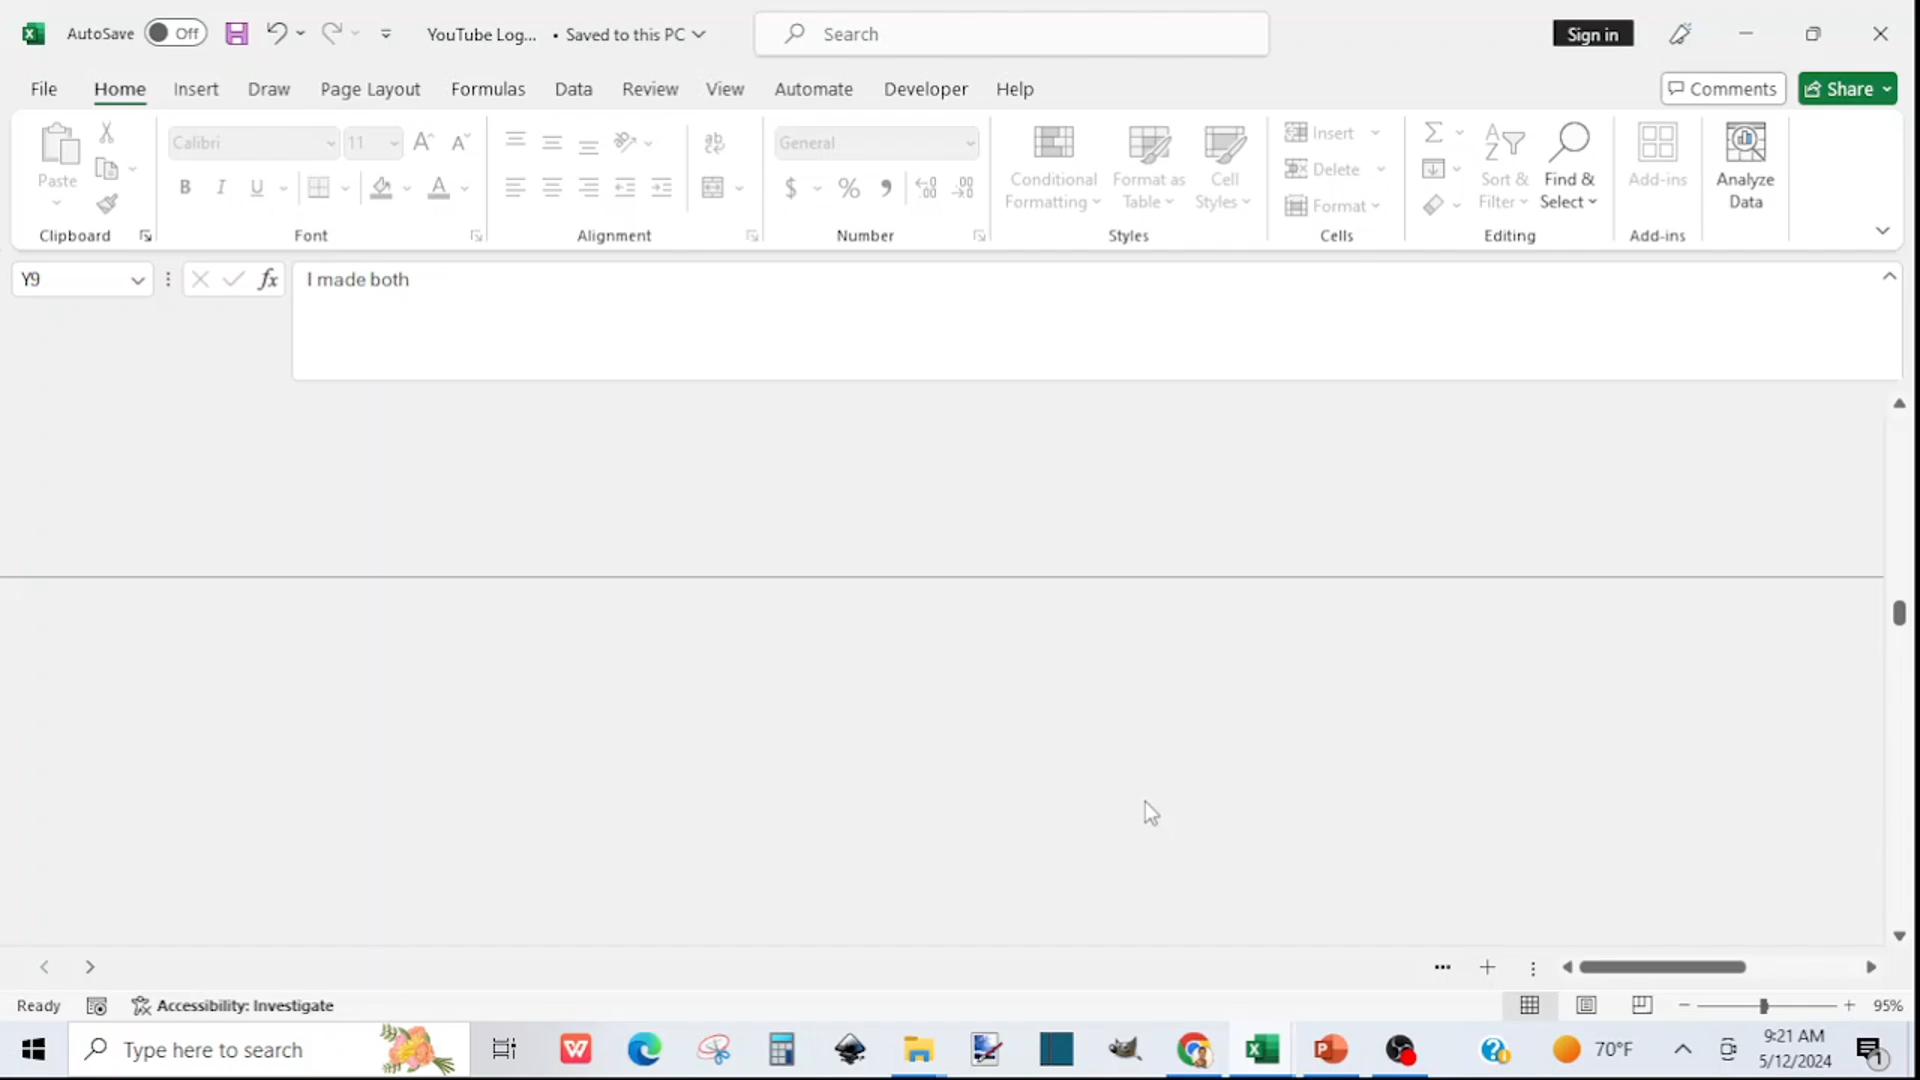 AutoSave Off YouTube Log... • Saved to this PC Search Sign in
File Home Insert Draw Page Layout Formulas Data Review View Automate Developer Help Comments Share
Calibri 11 General Insert
Paste Delete
B I U $ % Conditional Formatting Format as Table Cell Styles Format Sort & Filter Find & Select Add-ins Analyze Data
Clipboard Font Alignment Number Styles Cells Editing Add-ins
Y9 fx I made both
Ready Accessibility: Investigate 95%
Type here to search 70°F 9:21 AM
5/12/2024 1